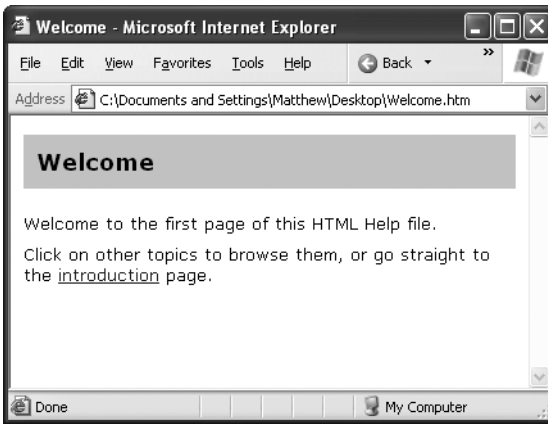 Welcome - Microsoft Internet Explorer
File Edit View Favorites Tools Help Back »
Address C:\Documents and Settings\Matthew\Desktop\Welcome.htm
Welcome
Welcome to the first page of this HTML Help file.
Click on other topics to browse them, or go straight to
the introduction page.
Done My Computer